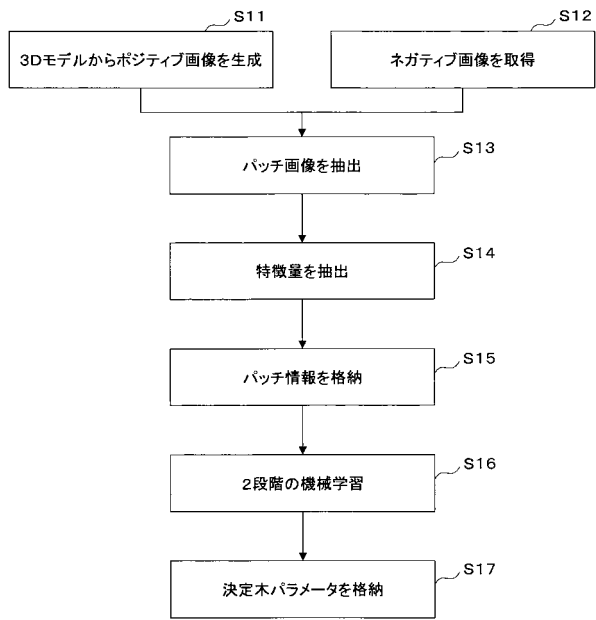 S11
3Dモデルからポジティブ画像を生成
S12
ネガティブ画像を取得
S13
パッチ画像を抽出
S14
特徴量を抽出
S15
パッチ情報を格納
S16
2段階の機械学習
S17
決定木パラメータを格納